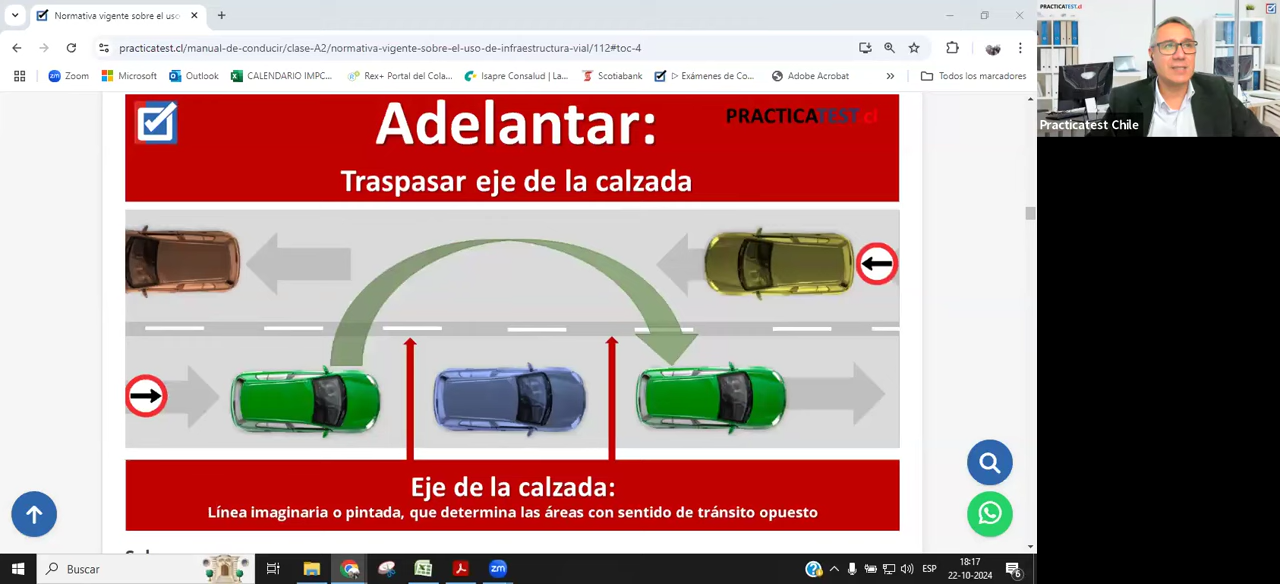 Normativa vigente sobre el uso
practicatest.cl/manual-de-conducir/clase-A2/normativa-vigente-sobre-el-uso-de-infraestructura-vial/112#toc-4
Zoom
Microsoft
Outlook
CALENDARIO IMPC...
Rex+ Portal del Cola...
Isapre Consalud | La...
Scotiabank
▷ Exámenes de Co...
Adobe Acrobat
»
Todos los marcadores
PRACTICATEST.cl
Practicatest Chile
Adelantar:
PRACTICATEST.cl
Traspasar eje de la calzada
Eje de la calzada:
Línea imaginaria o pintada, que determina las áreas con sentido de tránsito opuesto
Buscar
ESP
18:17
22-10-2024
6